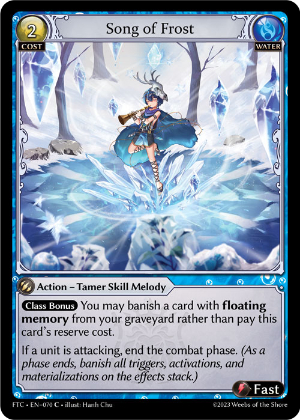 2
Song of Frost
COST
WATER
Action – Tamer Skill Melody
Class Bonus You may banish a card with floating
memory from your graveyard rather than pay this
card's reserve cost.
If a unit is attacking, end the combat phase. (As a
phase ends, banish all triggers, activations, and
materializations on the effects stack.)
Fast
FTC • EN-070 C • illust: Hanh Chu
©2023 Weebs of the Shore